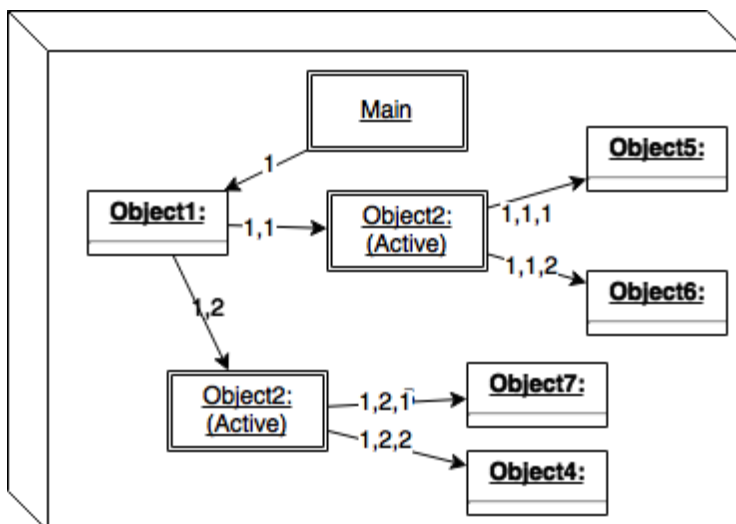 Main
1
Object1:
1,1
Object2:
(Active)
1,1,1
Object5:
1,1,2
Object6:
1,2
Object2:
(Active)
1,2,1
Object7:
1,2,2
Object4: